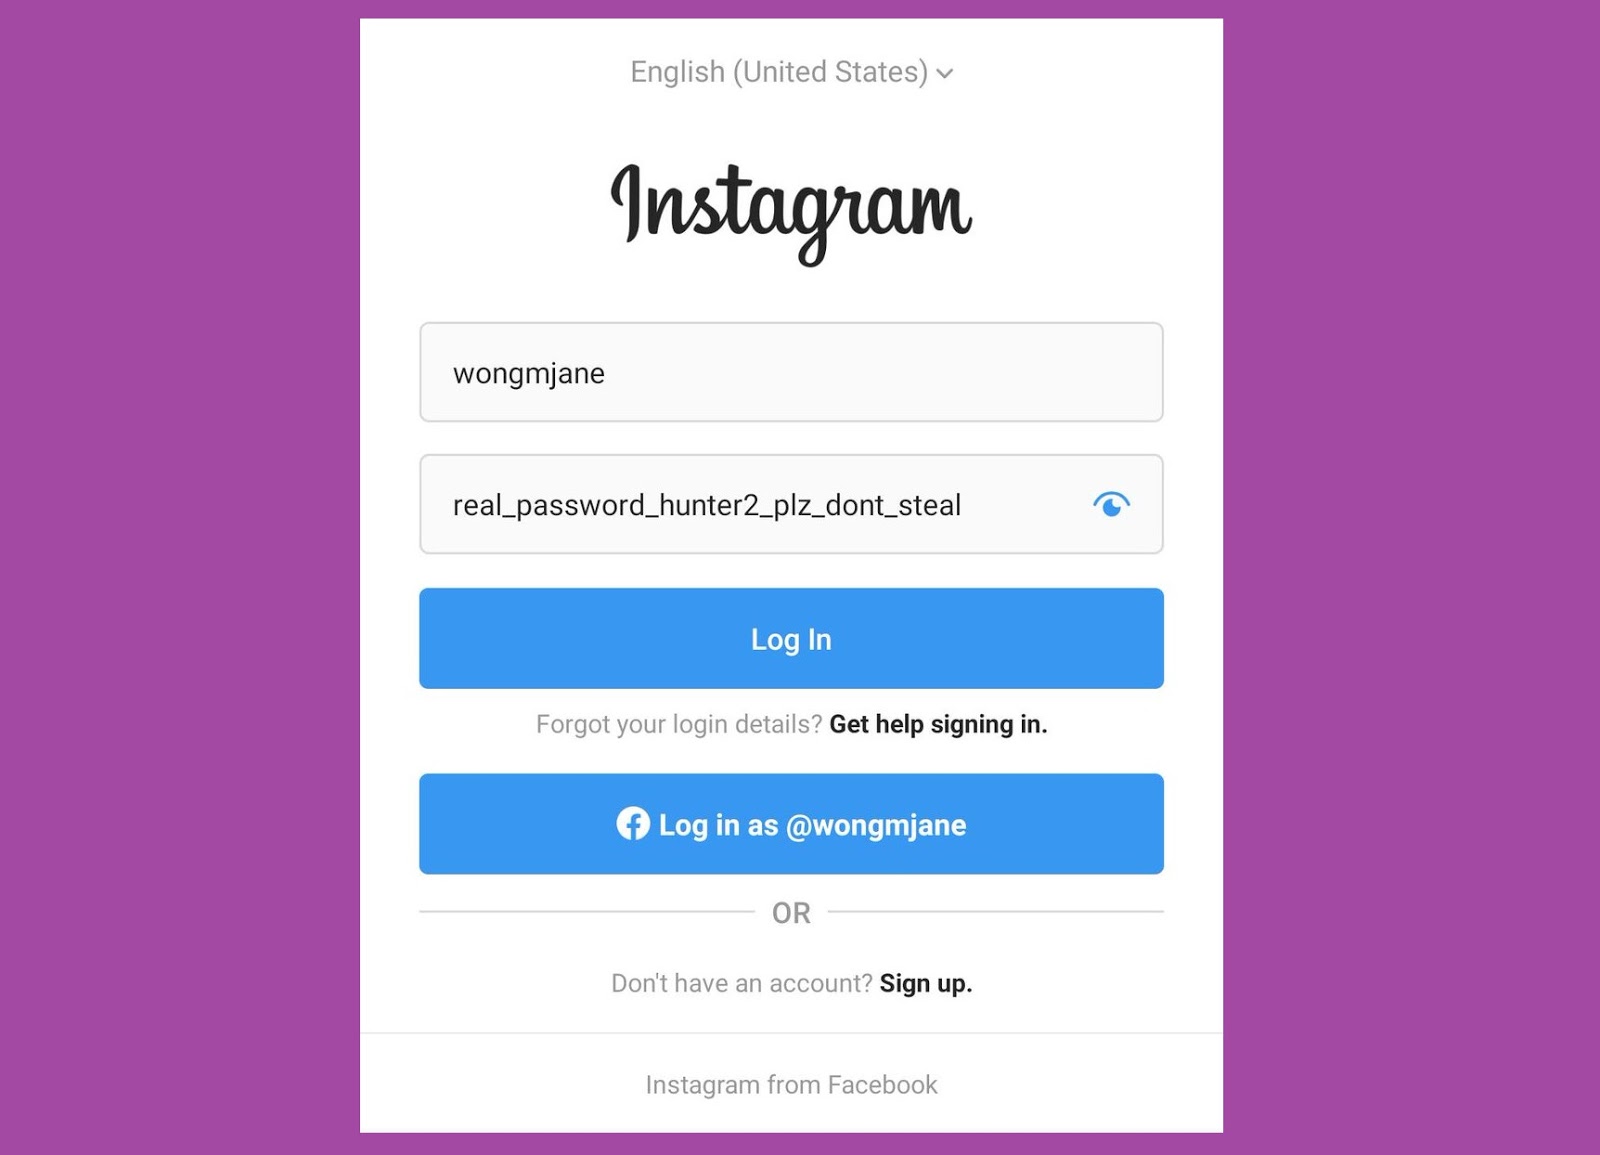 English (United States)
Instagram
wongmjane
real_password_hunter2_plz_dont_steal
Log In
Forgot your login details? Get help signing in.
Log in as @wongmjane
OR
Don't have an account? Sign up.
Instagram from Facebook